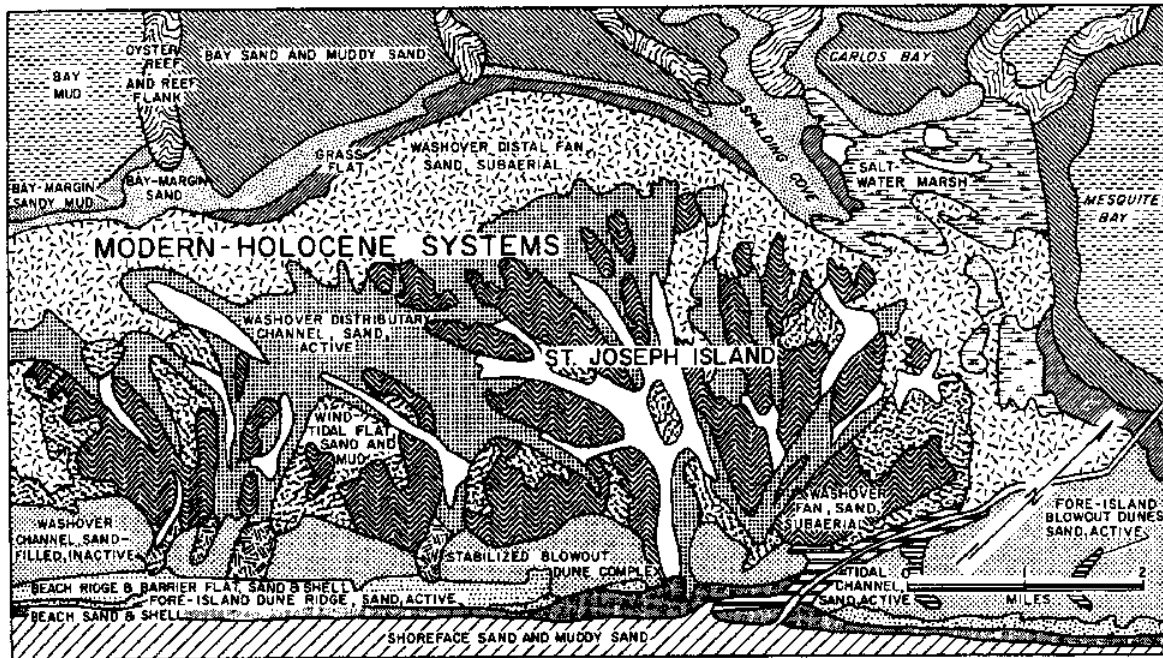 OYSTER
REEF
AND REEF
FLANK
BAY SAND AND MUDDY SAND
CARLOS BAY
BAY
MUD
GRASS
FLAT
WASHOVER DISTAL FAN
SAND, SUBAERIAL
SPALDING
COVE
SALT-
WATER MARSH
BAY-MARGIN
SANDY MUD
BAY-MARGIN
SAND
MESQUITE
BAY
MODERN-HOLOCENE SYSTEMS
WASHOVER DISTRIBUTARY
CHANNEL SAND,
ACTIVE
ST. JOSEPH ISLAND
WIND-
TIDAL FLAT
SAND AND
MUD
WASHOVER
CHANNEL, SAND-
FILLED, INACTIVE
WASHOVER
FAN, SAND,
SUBAERIAL
FORE-ISLAND
BLOWOUT DUNES
SAND, ACTIVE
STABILIZED BLOWOUT
DUNE COMPLEX
TIDAL
CHANNEL
SAND, ACTIVE
0 1 2
MILES
BEACH RIDGE & BARRIER FLAT SAND & SHELL
FORE-ISLAND DUNE RIDGE, SAND, ACTIVE
BEACH SAND & SHELL
SHOREFACE SAND AND MUDDY SAND